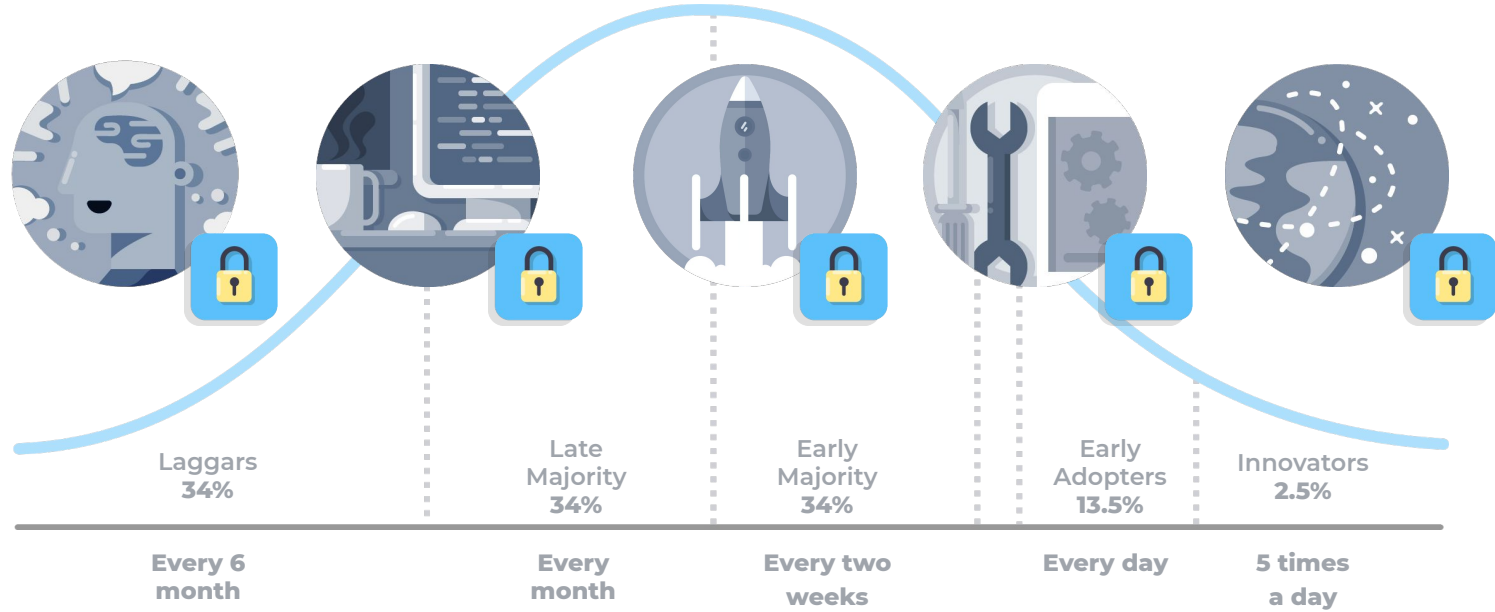 Laggars
34%
Late
Majority
34%
Early
Majority
34%
Early
Adopters
13.5%
Innovators
2.5%
Every 6
month
Every
month
Every two
weeks
Every day
5 times
a day